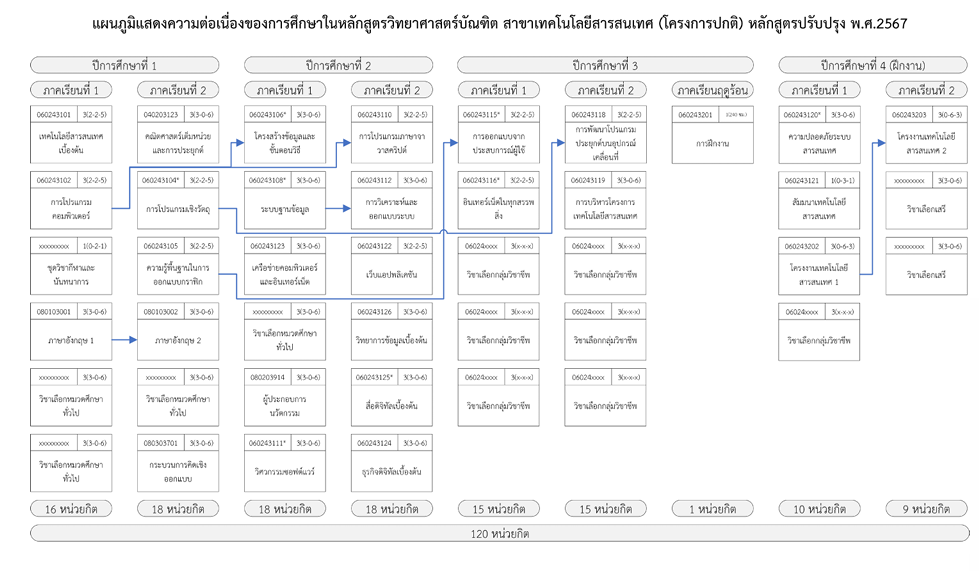 แผนภูมิแสดงความต่อเนื่องของการศึกษาในหลักสูตรวิทยาศาสตร์บัณฑิต สาขาเทคโนโลยีสารสนเทศ (โครงการปกติ) หลักสูตรปรับปรุง พ.ศ.2567
ปีการศึกษาที่ 1
ปีการศึกษาที่ 2
ปีการศึกษาที่ 3
ปีการศึกษาที่ 4 (ฝึกงาน)
ภาคเรียนที่ 1
ภาคเรียนที่ 2
ภาคเรียนที่ 1
ภาคเรียนที่ 2
ภาคเรียนที่ 1
ภาคเรียนที่ 2
ภาคเรียนฤดูร้อน
ภาคเรียนที่ 1
ภาคเรียนที่ 2
060243101 3(2-2-5)
เทคโนโลยีสารสนเทศ
เบื้องต้น
040203123 3(3-0-6)
คณิตศาสตร์เต็มหน่วย
และการประยุกต์
060243106* 3(3-0-6)
โครงสร้างข้อมูลและ
ขั้นตอนวิธี
060243110 3(2-2-5)
การโปรแกรมภาษาจา
วาสคริปต์
060243115* 3(2-2-5)
การออกแบบจาก
ประสบการณ์ผู้ใช้
060243118 3(2-2-5)
การพัฒนาโปรแกรม
ประยุกต์บนอุปกรณ์
เคลื่อนที่
060243201 1(240 ชม.)
การฝึกงาน
060243120* 3(3-0-6)
ความปลอดภัยระบบ
สารสนเทศ
060243203 3(0-6-3)
โครงงานเทคโนโลยี
สารสนเทศ 2
060243102 3(2-2-5)
การโปรแกรม
คอมพิวเตอร์
060243104* 3(2-2-5)
การโปรแกรมเชิงวัตถุ
060243108* 3(3-0-6)
ระบบฐานข้อมูล
060243112 3(3-0-6)
การวิเคราะห์และ
ออกแบบระบบ
060243116* 3(2-2-5)
อินเทอร์เน็ตในทุกสรรพ
สิ่ง
060243119 3(3-0-6)
การบริหารโครงการ
เทคโนโลยีสารสนเทศ
060243121 1(0-3-1)
สัมมนาเทคโนโลยี
สารสนเทศ
xxxxxxxxx 3(3-0-6)
วิชาเลือกเสรี
xxxxxxxxx 1(0-2-1)
ชุดวิชากีฬาและ
นันทนาการ
060243105 3(2-2-5)
ความรู้พื้นฐานในการ
ออกแบบกราฟิก
060243123 3(3-0-6)
เครือข่ายคอมพิวเตอร์
และอินเทอร์เน็ต
060243122 3(2-2-5)
เว็บแอปพลิเคชัน
06024xxxx 3(x-x-x)
วิชาเลือกกลุ่มวิชาชีพ
06024xxxx 3(x-x-x)
วิชาเลือกกลุ่มวิชาชีพ
060243202 3(0-6-3)
โครงงานเทคโนโลยี
สารสนเทศ 1
xxxxxxxxx 3(3-0-6)
วิชาเลือกเสรี
080103001 3(3-0-6)
ภาษาอังกฤษ 1
080103002 3(3-0-6)
ภาษาอังกฤษ 2
xxxxxxxxx 3(3-0-6)
วิชาเลือกหมวดศึกษา
ทั่วไป
060243126 3(3-0-6)
วิทยาการข้อมูลเบื้องต้น
06024xxxx 3(x-x-x)
วิชาเลือกกลุ่มวิชาชีพ
06024xxxx 3(x-x-x)
วิชาเลือกกลุ่มวิชาชีพ
06024xxxx 3(x-x-x)
วิชาเลือกกลุ่มวิชาชีพ
xxxxxxxxx 3(3-0-6)
วิชาเลือกหมวดศึกษา
ทั่วไป
xxxxxxxxx 3(3-0-6)
วิชาเลือกหมวดศึกษา
ทั่วไป
080203914 3(3-0-6)
ผู้ประกอบการ
นวัตกรรม
060243125* 3(3-0-6)
สื่อดิจิทัลเบื้องต้น
06024xxxx 3(x-x-x)
วิชาเลือกกลุ่มวิชาชีพ
06024xxxx 3(x-x-x)
วิชาเลือกกลุ่มวิชาชีพ
xxxxxxxxx 3(3-0-6)
วิชาเลือกหมวดศึกษา
ทั่วไป
080303701 3(3-0-6)
กระบวนการคิดเชิง
ออกแบบ
060243111* 3(3-0-6)
วิศวกรรมซอฟต์แวร์
060243124 3(3-0-6)
ธุรกิจดิจิทัลเบื้องต้น
16 หน่วยกิต
18 หน่วยกิต
18 หน่วยกิต
18 หน่วยกิต
15 หน่วยกิต
15 หน่วยกิต
1 หน่วยกิต
10 หน่วยกิต
9 หน่วยกิต
120 หน่วยกิต